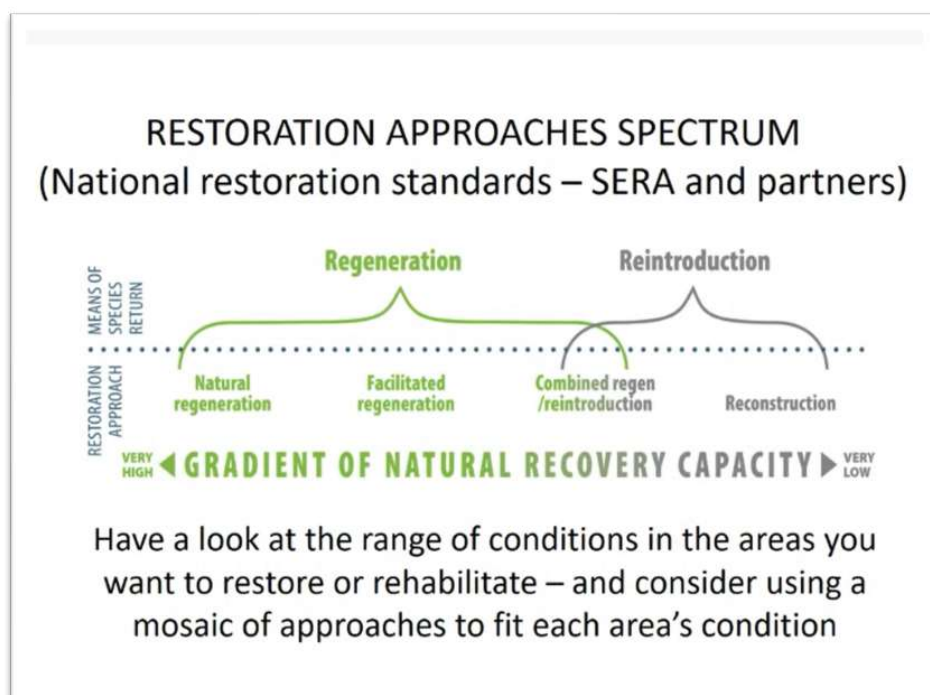 RESTORATION APPROACHES SPECTRUM
(National restoration standards – SERA and partners)
MEANS OF
SPECIES
RETURN
Regeneration
Reintroduction
RESTORATION
APPROACH
Natural
regeneration
Facilitated
regeneration
Combined regen
/reintroduction
Reconstruction
VERY
HIGH
GRADIENT OF NATURAL RECOVERY CAPACITY
VERY
LOW
Have a look at the range of conditions in the areas you
want to restore or rehabilitate – and consider using a
mosaic of approaches to fit each area's condition